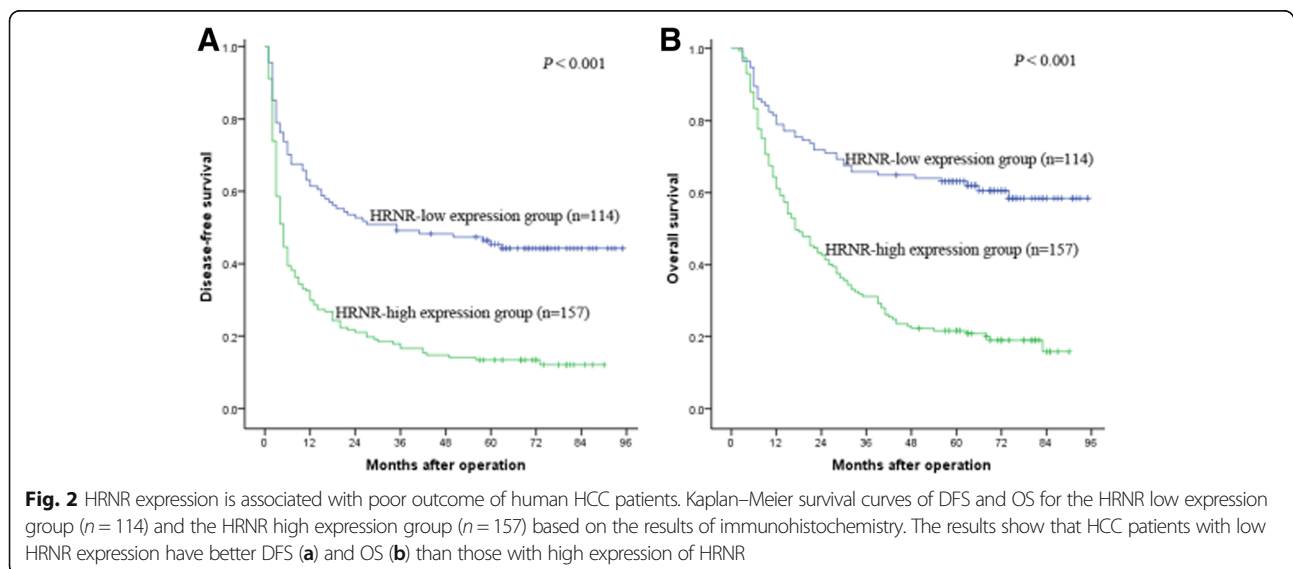 A
P < 0.001
1.0
0.8
0.6
0.4
0.2
0.0
Disease-free survival
HRNR-low expression group (n=114)
HRNR-high expression group (n=157)
0 12 24 36 48 60 72 84 96
Months after operation
B
P < 0.001
1.0
0.8
0.6
0.4
0.2
0.0
Overall survival
HRNR-low expression group (n=114)
HRNR-high expression group (n=157)
0 12 24 36 48 60 72 84 96
Months after operation
Fig. 2 HRNR expression is associated with poor outcome of human HCC patients. Kaplan–Meier survival curves of DFS and OS for the HRNR low expression
group (n = 114) and the HRNR high expression group (n = 157) based on the results of immunohistochemistry. The results show that HCC patients with low
HRNR expression have better DFS (a) and OS (b) than those with high expression of HRNR